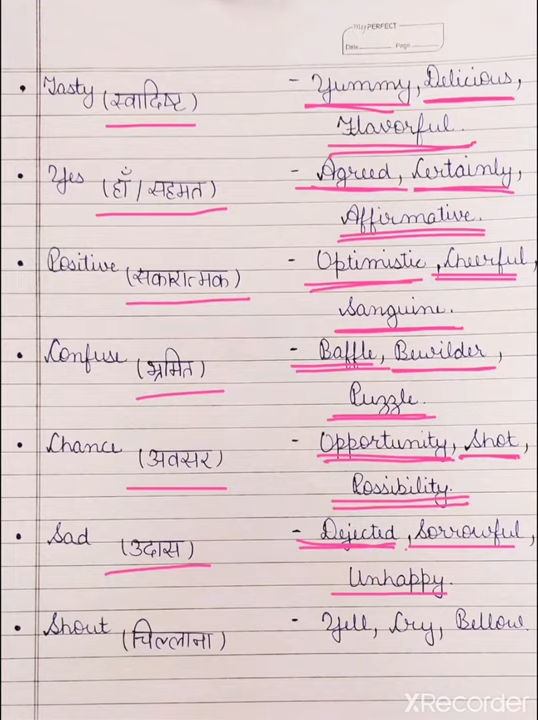 my PERFECT
Date Page
• Tasty (स्वादिष्ट) - Yummy, Delicious,
Flavorful.
• Yes (हाँ / सहमत) - Agreed, Certainly,
Affirmative.
• Positive (सकारात्मक) - Optimistic, Cheerful,
Sanguine.
• Confuse (भ्रमित) - Baffle, Bewilder,
Puzzle.
• Chance (अवसर) - Opportunity, Shot,
Possibility.
• Sad (उदास) - Dejected, Sorrowful,
Unhappy.
• Shout (चिल्लाना) - Yell, Cry, Bellow.
XRecorder